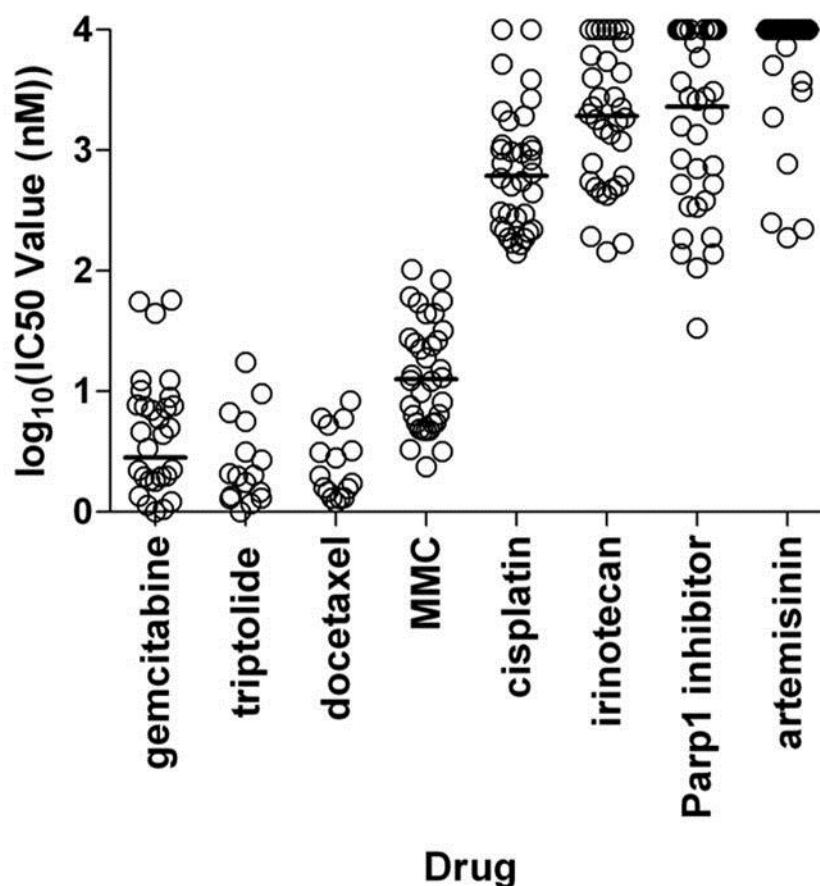 log₁₀(IC50 Value (nM))
4
3
2
1
0
gemcitabine
triptolide
docetaxel
MMC
cisplatin
irinotecan
Parp1 inhibitor
artemisinin
Drug